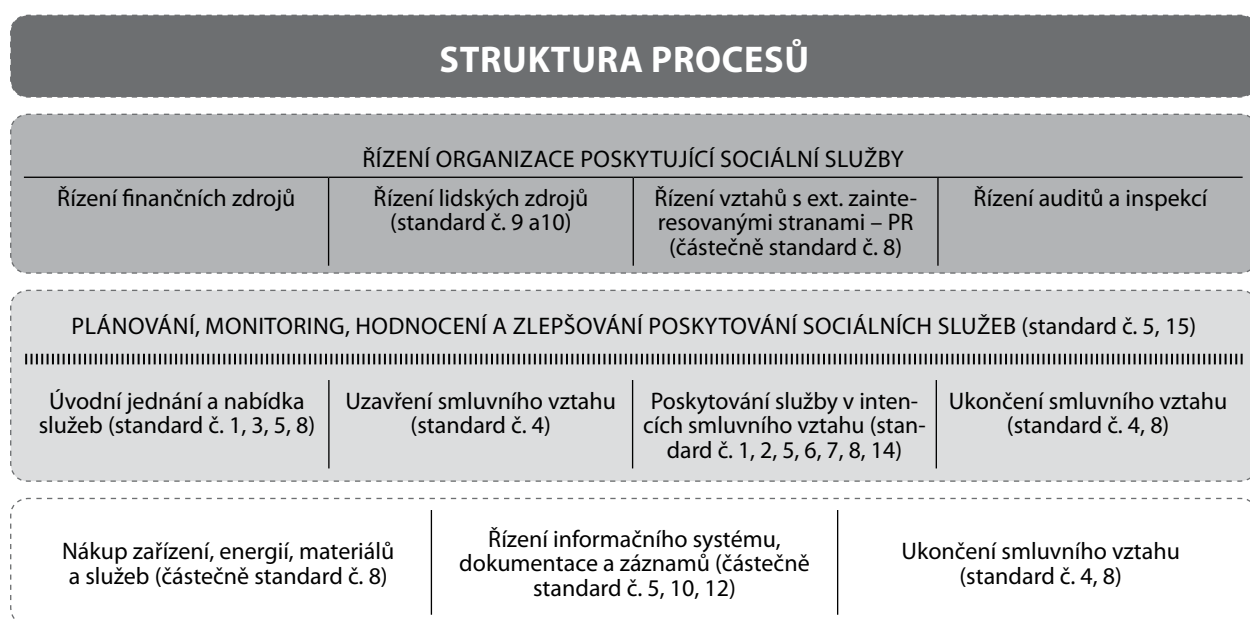 STRUKTURA PROCESŮ
ŘÍZENÍ ORGANIZACE POSKYTUJÍCÍ SOCIÁLNÍ SLUŽBY
Řízení finančních zdrojů
Řízení lidských zdrojů
(standard č. 9 a10)
Řízení vztahů s ext. zainte-
resovanými stranami – PR
(částečně standard č. 8)
Řízení auditů a inspekcí
PLÁNOVÁNÍ, MONITORING, HODNOCENÍ A ZLEPŠOVÁNÍ POSKYTOVÁNÍ SOCIÁLNÍCH SLUŽEB (standard č. 5, 15)
Úvodní jednání a nabídka
služeb (standard č. 1, 3, 5, 8)
Uzavření smluvního vztahu
(standard č. 4)
Poskytování služby v inten-
cích smluvního vztahu (stan-
dard č. 1, 2, 5, 6, 7, 8, 14)
Ukončení smluvního vztahu
(standard č. 4, 8)
Nákup zařízení, energií, materiálů
a služeb (částečně standard č. 8)
Řízení informačního systému,
dokumentace a záznamů (částečně
standard č. 5, 10, 12)
Ukončení smluvního vztahu
(standard č. 4, 8)